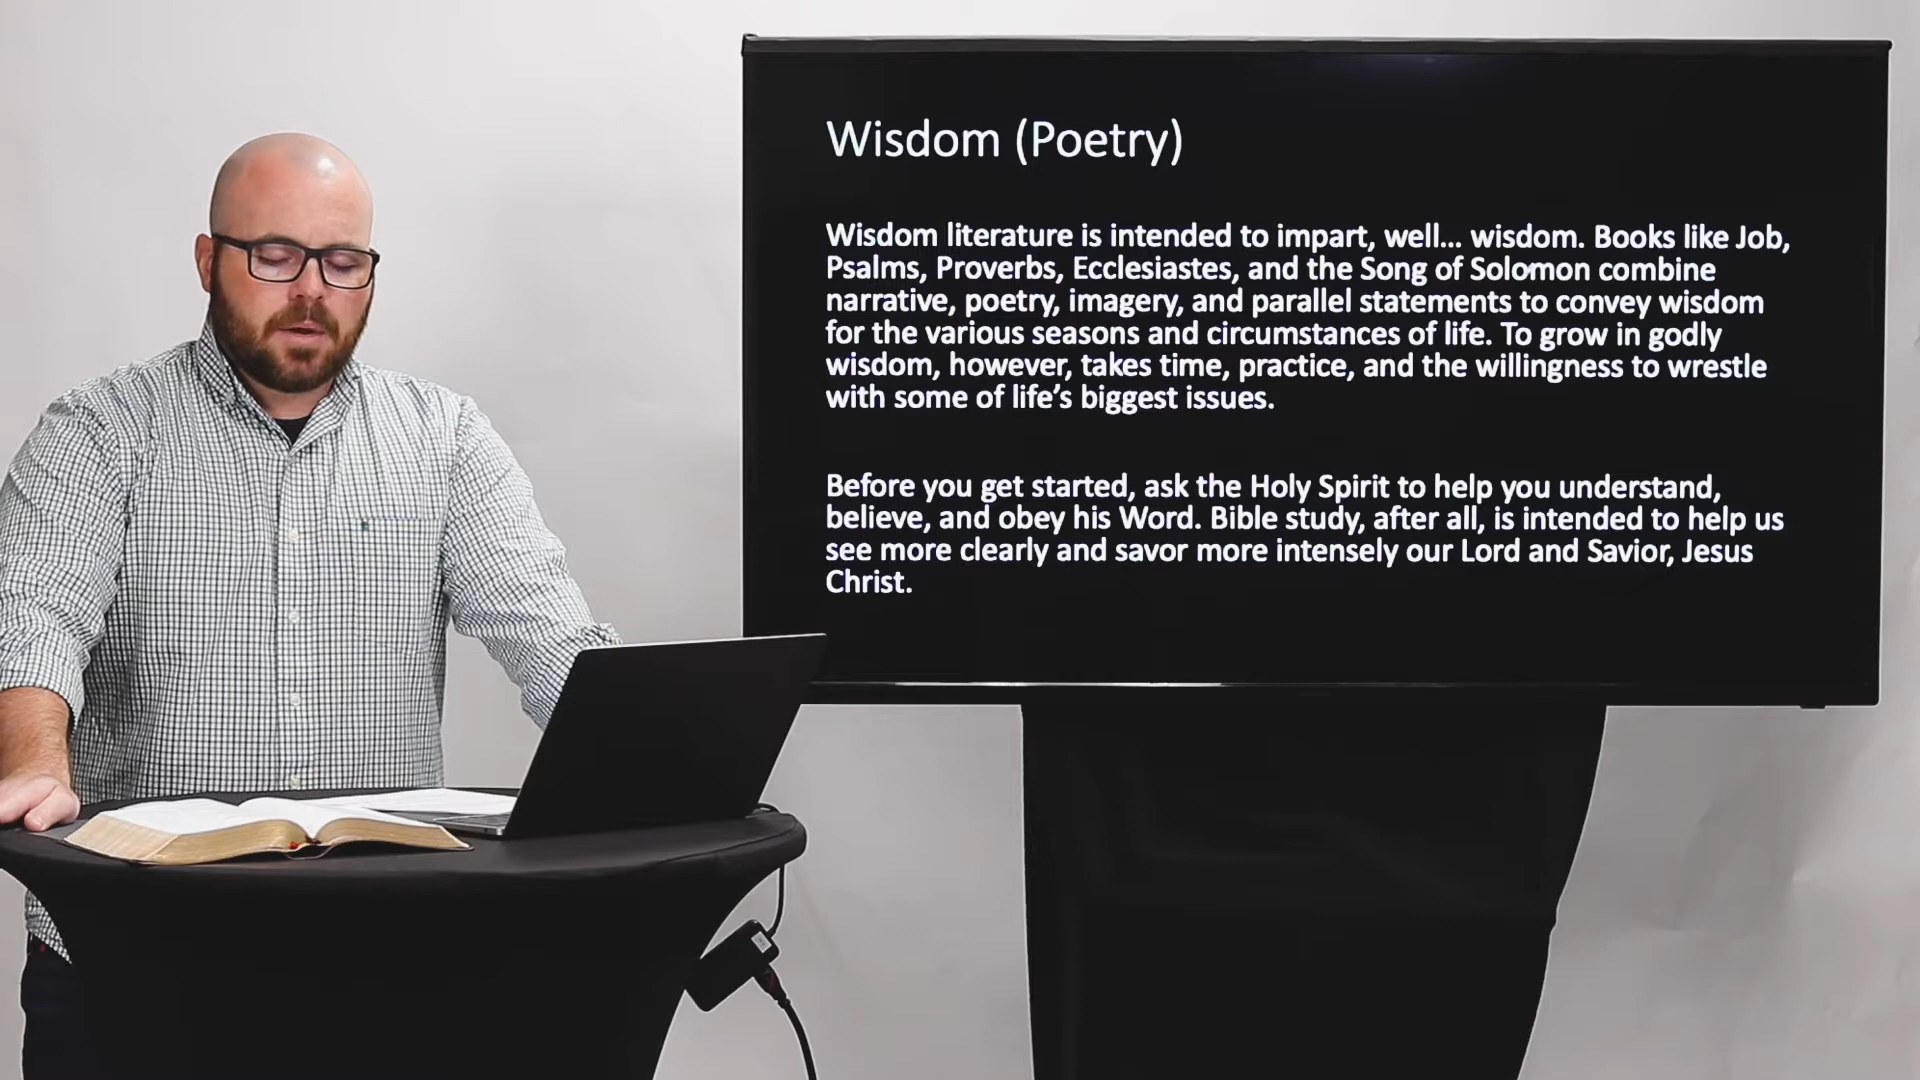 Wisdom (Poetry)
Wisdom literature is intended to impart, well... wisdom. Books like Job,
Psalms, Proverbs, Ecclesiastes, and the Song of Solomon combine
narrative, poetry, imagery, and parallel statements to convey wisdom
for the various seasons and circumstances of life. To grow in godly
wisdom, however, takes time, practice, and the willingness to wrestle
with some of life’s biggest issues.
Before you get started, ask the Holy Spirit to help you understand,
believe, and obey his Word. Bible study, after all, is intended to help us
see more clearly and savor more intensely our Lord and Savior, Jesus
Christ.